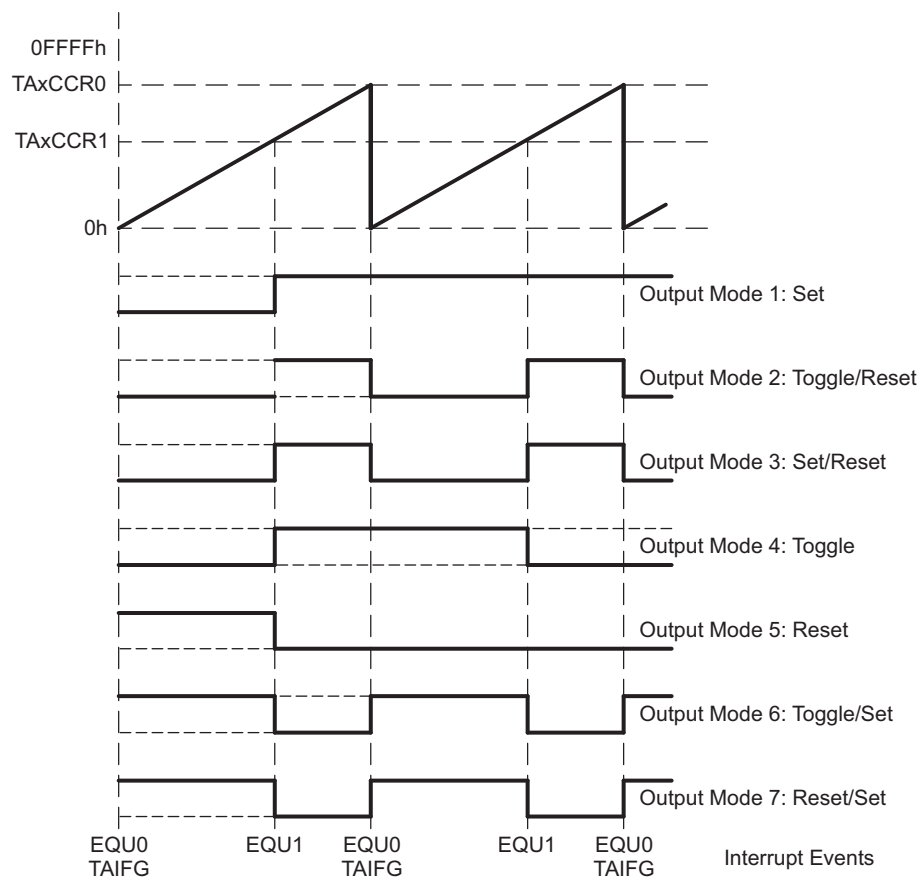 0FFFFh
TAxCCR0
TAxCCR1
0h
Output Mode 1: Set
Output Mode 2: Toggle/Reset
Output Mode 3: Set/Reset
Output Mode 4: Toggle
Output Mode 5: Reset
Output Mode 6: Toggle/Set
Output Mode 7: Reset/Set
EQU0 EQU1 EQU0 EQU1 EQU0 Interrupt Events
TAIFG TAIFG TAIFG